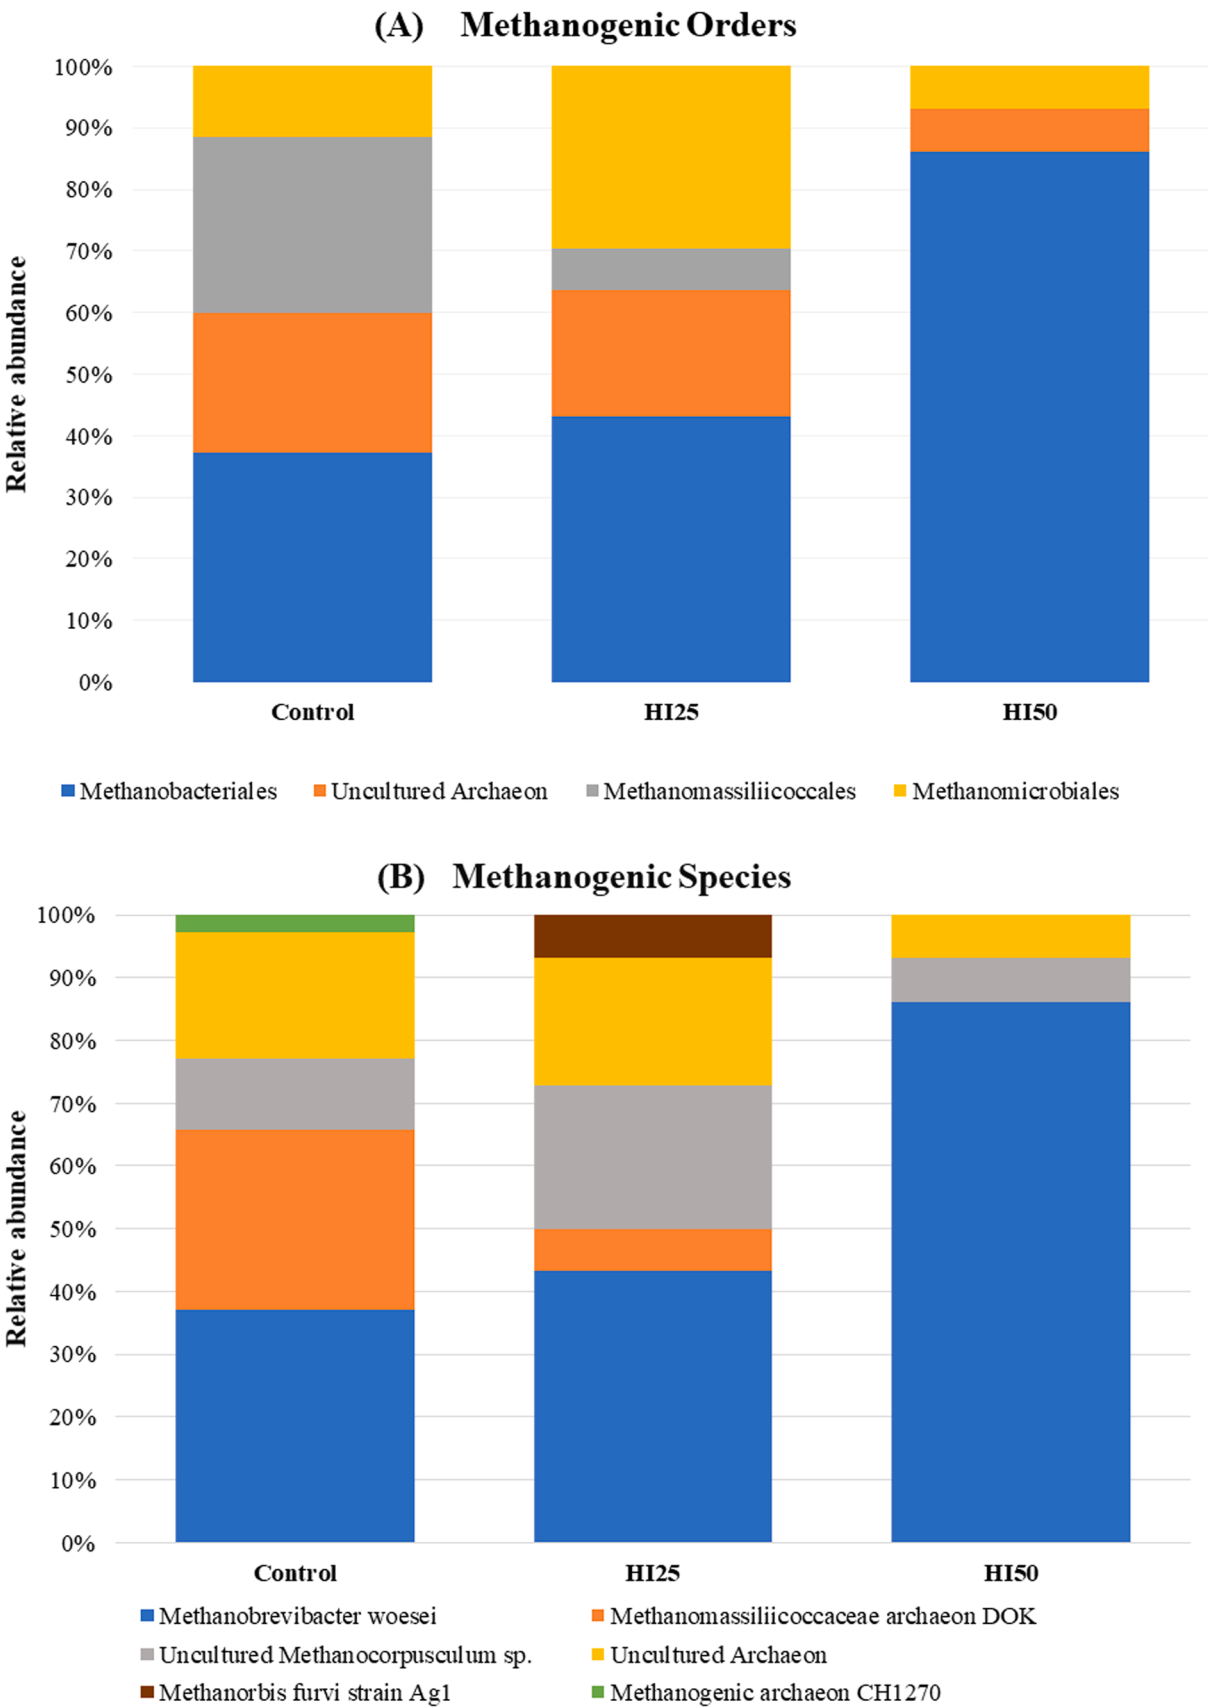 (A) Methanogenic Orders
100%
90%
80%
70%
60%
50%
40%
30%
20%
10%
0%
Relative abundance
Control HI25 HI50
Methanobacteriales Uncultured Archaeon Methanomassiliicoccales Methanomicrobiales
(B) Methanogenic Species
100%
90%
80%
70%
60%
50%
40%
30%
20%
10%
0%
Relative abundance
Control HI25 HI50
Methanobrevibacter woesei Methanomassiliicoccaceae archaeon DOK
Uncultured Methanocorpusculum sp. Uncultured Archaeon
Methanorbis furvi strain Ag1 Methanogenic archaeon CH1270